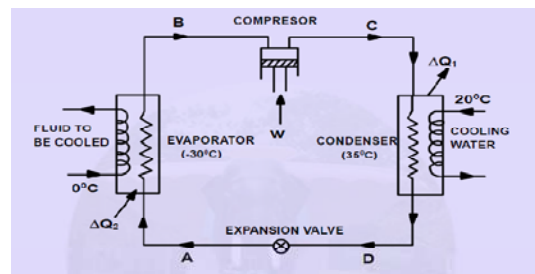 COMPRESOR
B
C
ΔQ₁
W
20°C
FLUID TO
BE COOLED
EVAPORATOR
(-30°C)
CONDENSER
(35°C)
COOLING
WATER
0°C
ΔQ₂
EXPANSION VALVE
A
D